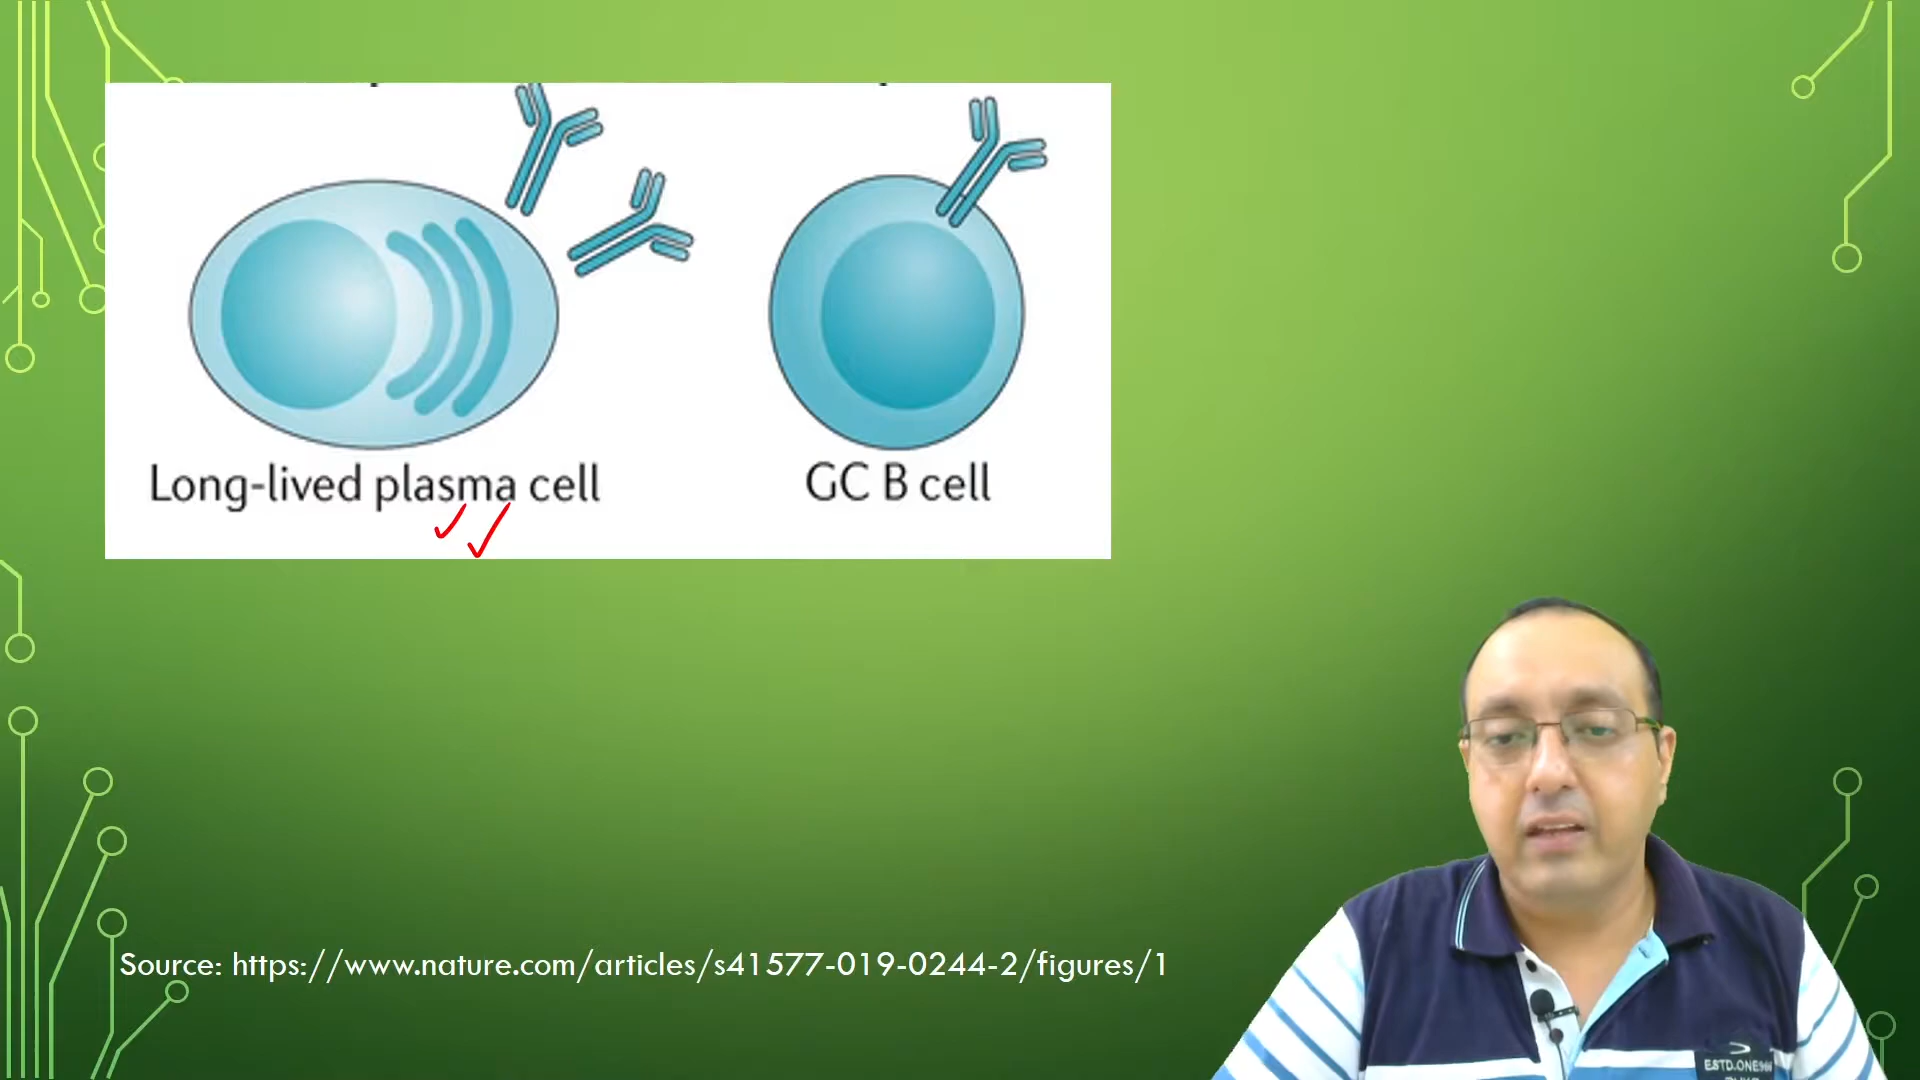 Long-lived plasma cell
GC B cell
Source: https://www.nature.com/articles/s41577-019-0244-2/figures/1